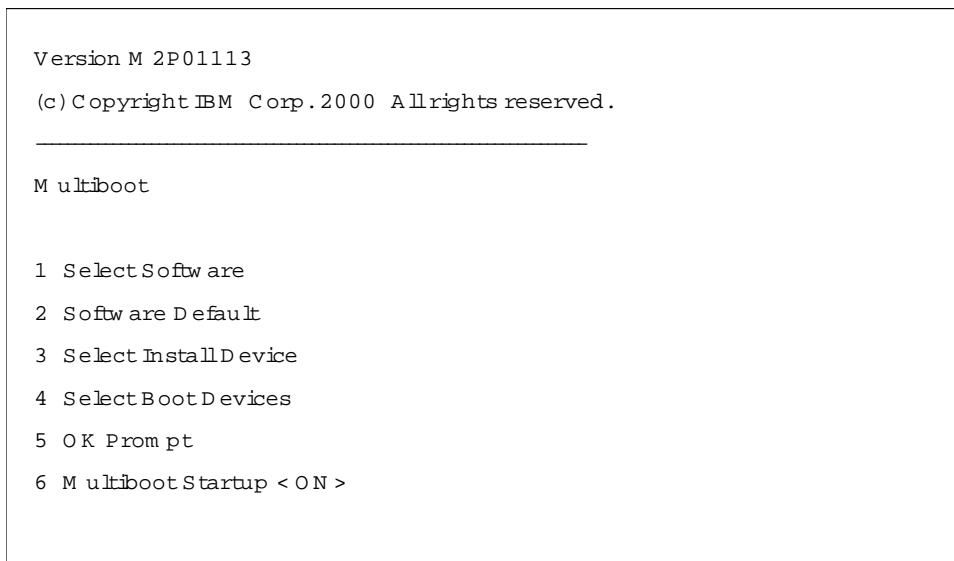 Version M2P01113
(c) Copyright IBM Corp. 2000 All rights reserved.
Multiboot
1 Select Software
2 Software Default
3 Select Install Device
4 Select Boot Devices
5 OK Prompt
6 Multiboot Startup <ON>